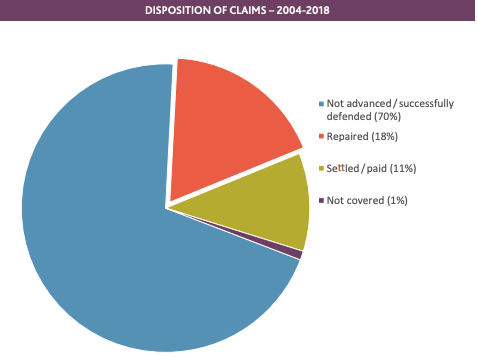 DISPOSITION OF CLAIMS – 2004-2018
Not advanced / successfully
defended (70%)
Repaired (18%)
Settled / paid (11%)
Not covered (1%)